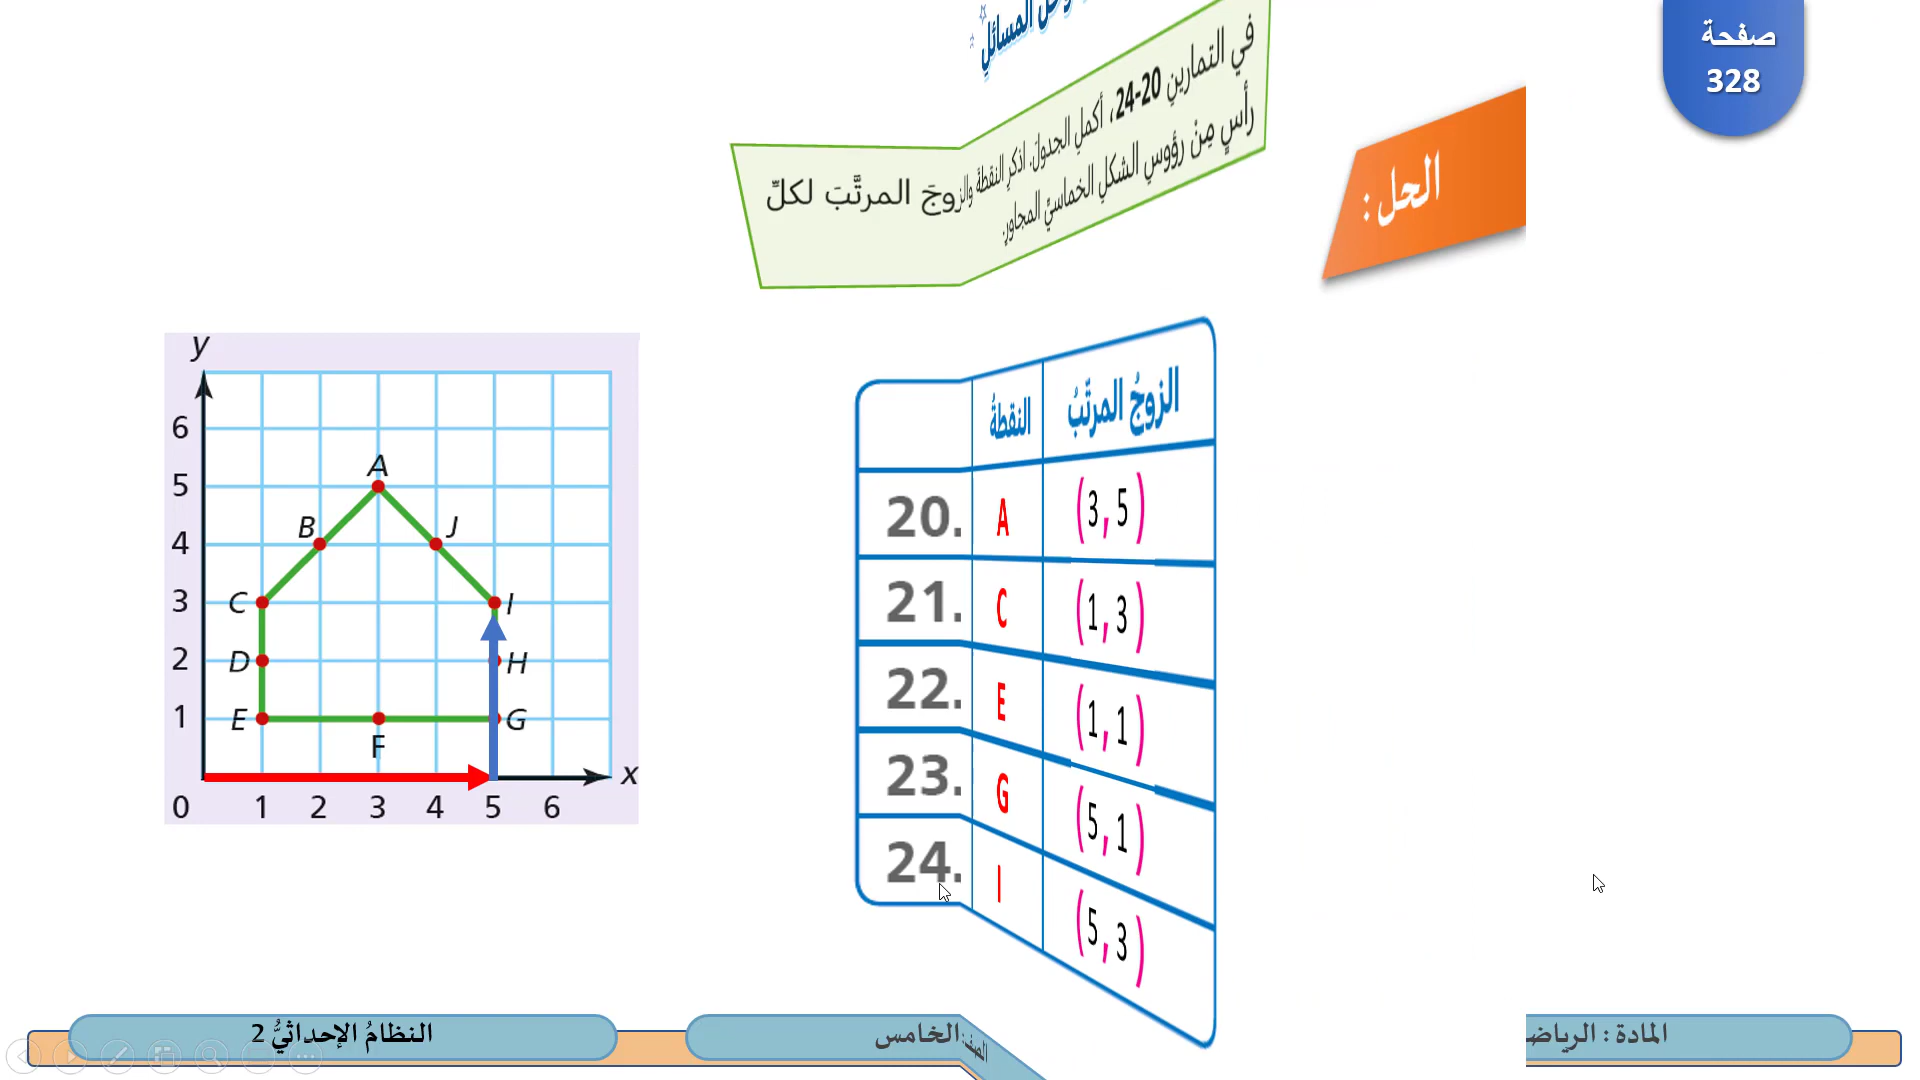 صفحة
328
وحل المسائل
في التمارين 20-24، أكملِ الجدولَ. اذكرِ النقطةَ والزوجَ المرتَّبَ لكلِّ
رأسٍ مِنْ رؤوسِ الشكلِ الخماسيِّ المجاورِ.
الحل :
y
6
5
4
3
2
1
0 1 2 3 4 5 6
x
A
B
J
C
I
D
H
E
G
F
النقطةُ الزوجُ المرتّبُ
20. A (3,5)
21. C (1,3)
22. E (1,1)
23. G (5,1)
24. I (5,3)
المادة : الرياض
الصف: الخامس
النظامُ الإحداثيُّ 2